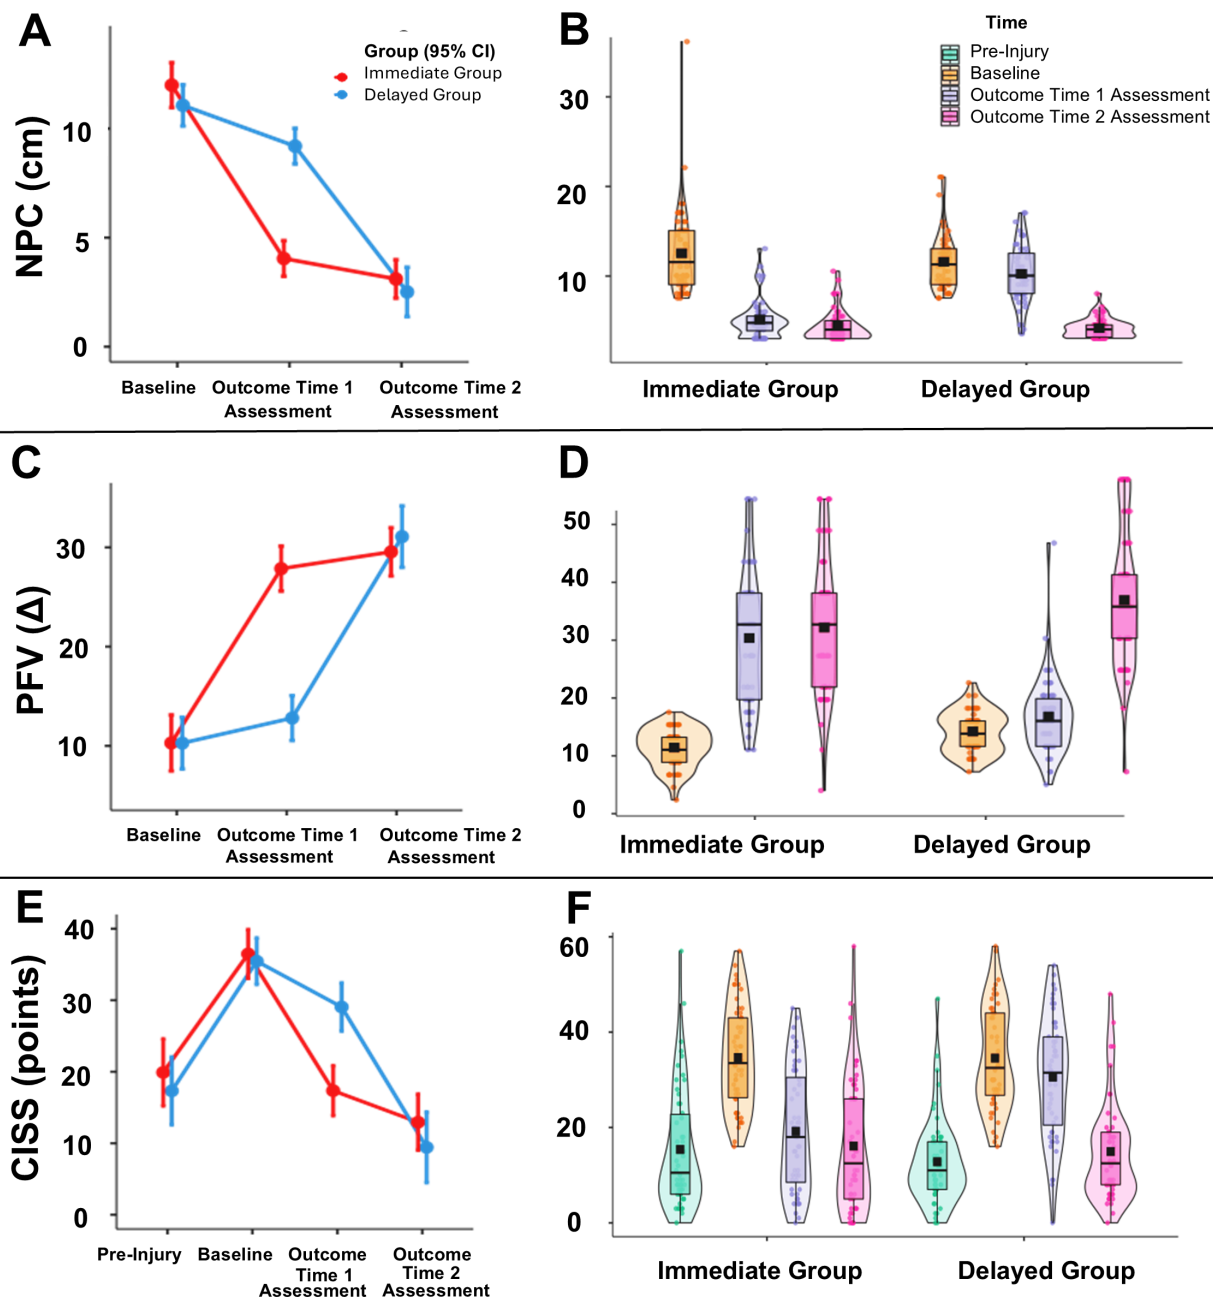 A
NPC (cm)
10
5
0
Group (95% CI)
Immediate Group
Delayed Group
Baseline
Outcome Time 1
Assessment
Outcome Time 2
Assessment
B
30
20
10
Time
Pre-Injury
Baseline
Outcome Time 1 Assessment
Outcome Time 2 Assessment
Immediate Group
Delayed Group
C
PFV (Δ)
30
20
10
Baseline
Outcome Time 1
Assessment
Outcome Time 2
Assessment
D
50
40
30
20
10
0
Immediate Group
Delayed Group
E
CISS (points)
40
30
20
10
0
Pre-Injury
Baseline
Outcome
Time 1
Assessment
Outcome
Time 2
Assessment
F
60
40
20
0
Immediate Group
Delayed Group